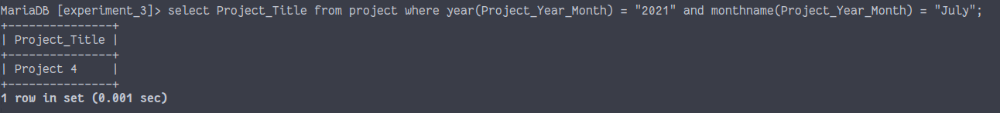 MariaDB [experiment_3]> select Project_Title from project where year(Project_Year_Month) = "2021" and monthname(Project_Year_Month) = "July";
+---------------+
| Project_Title |
+---------------+
| Project 4     |
+---------------+
1 row in set (0.001 sec)